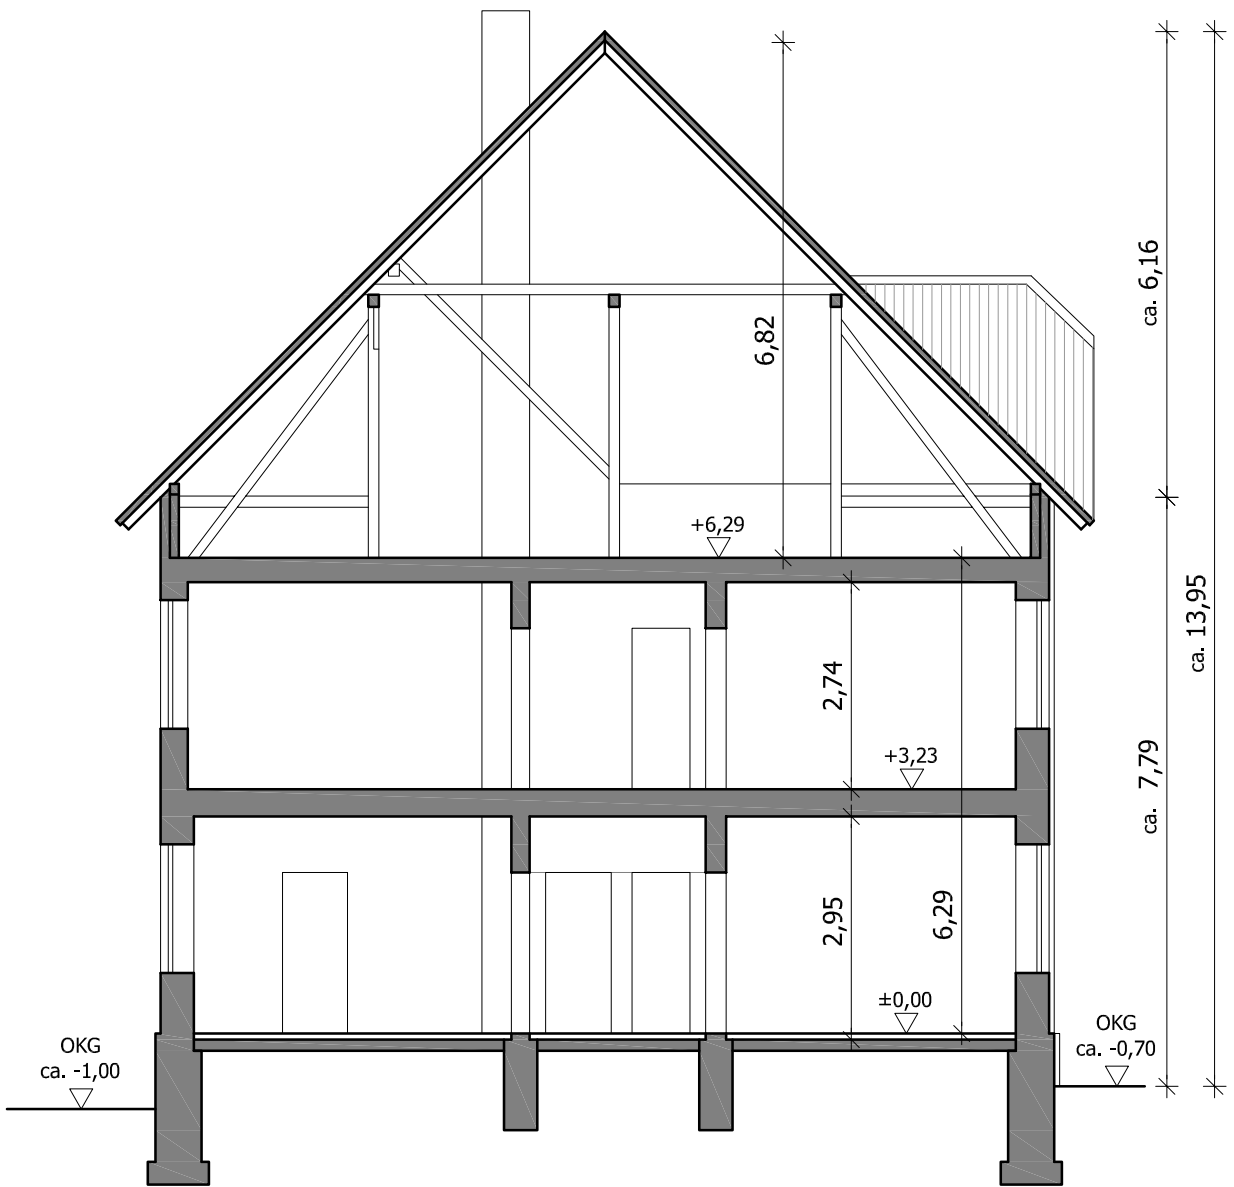 6,82
ca. 6,16
+6,29
ca. 13,95
2,74
+3,23
ca. 7,79
2,95
6,29
±0,00
OKG
ca. -1,00
OKG
ca. -0,70